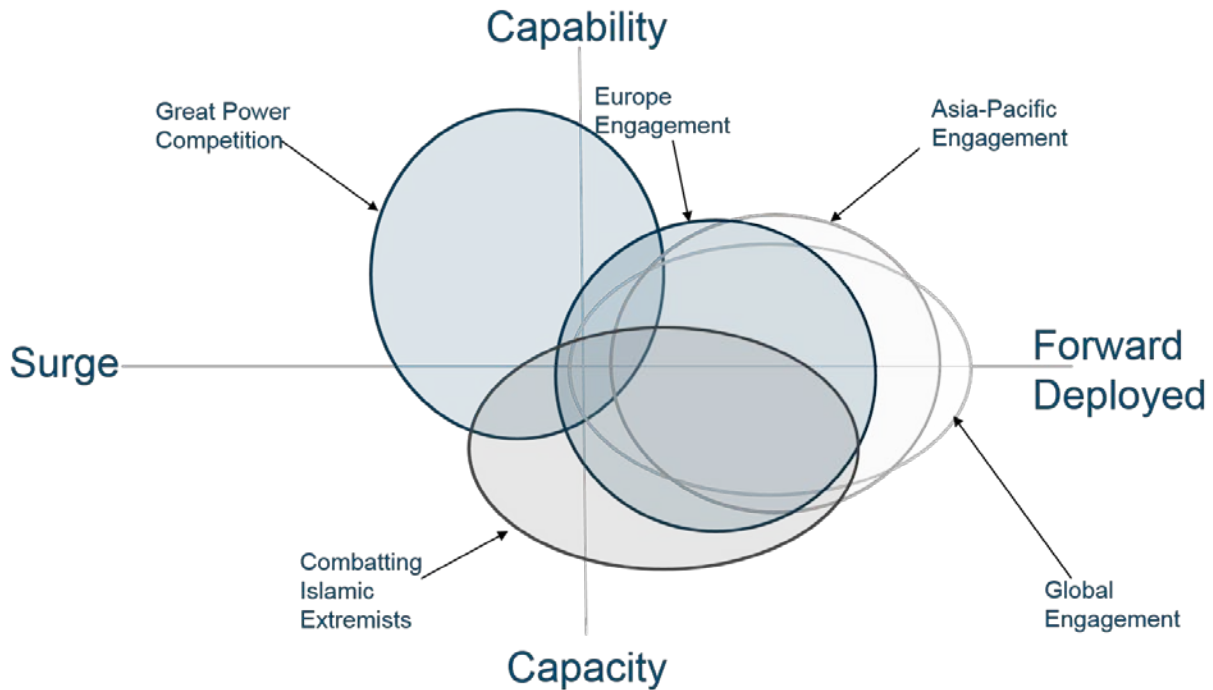 Capability
Great Power
Competition
Europe
Engagement
Asia-Pacific
Engagement
Surge
Forward
Deployed
Combatting
Islamic
Extremists
Global
Engagement
Capacity